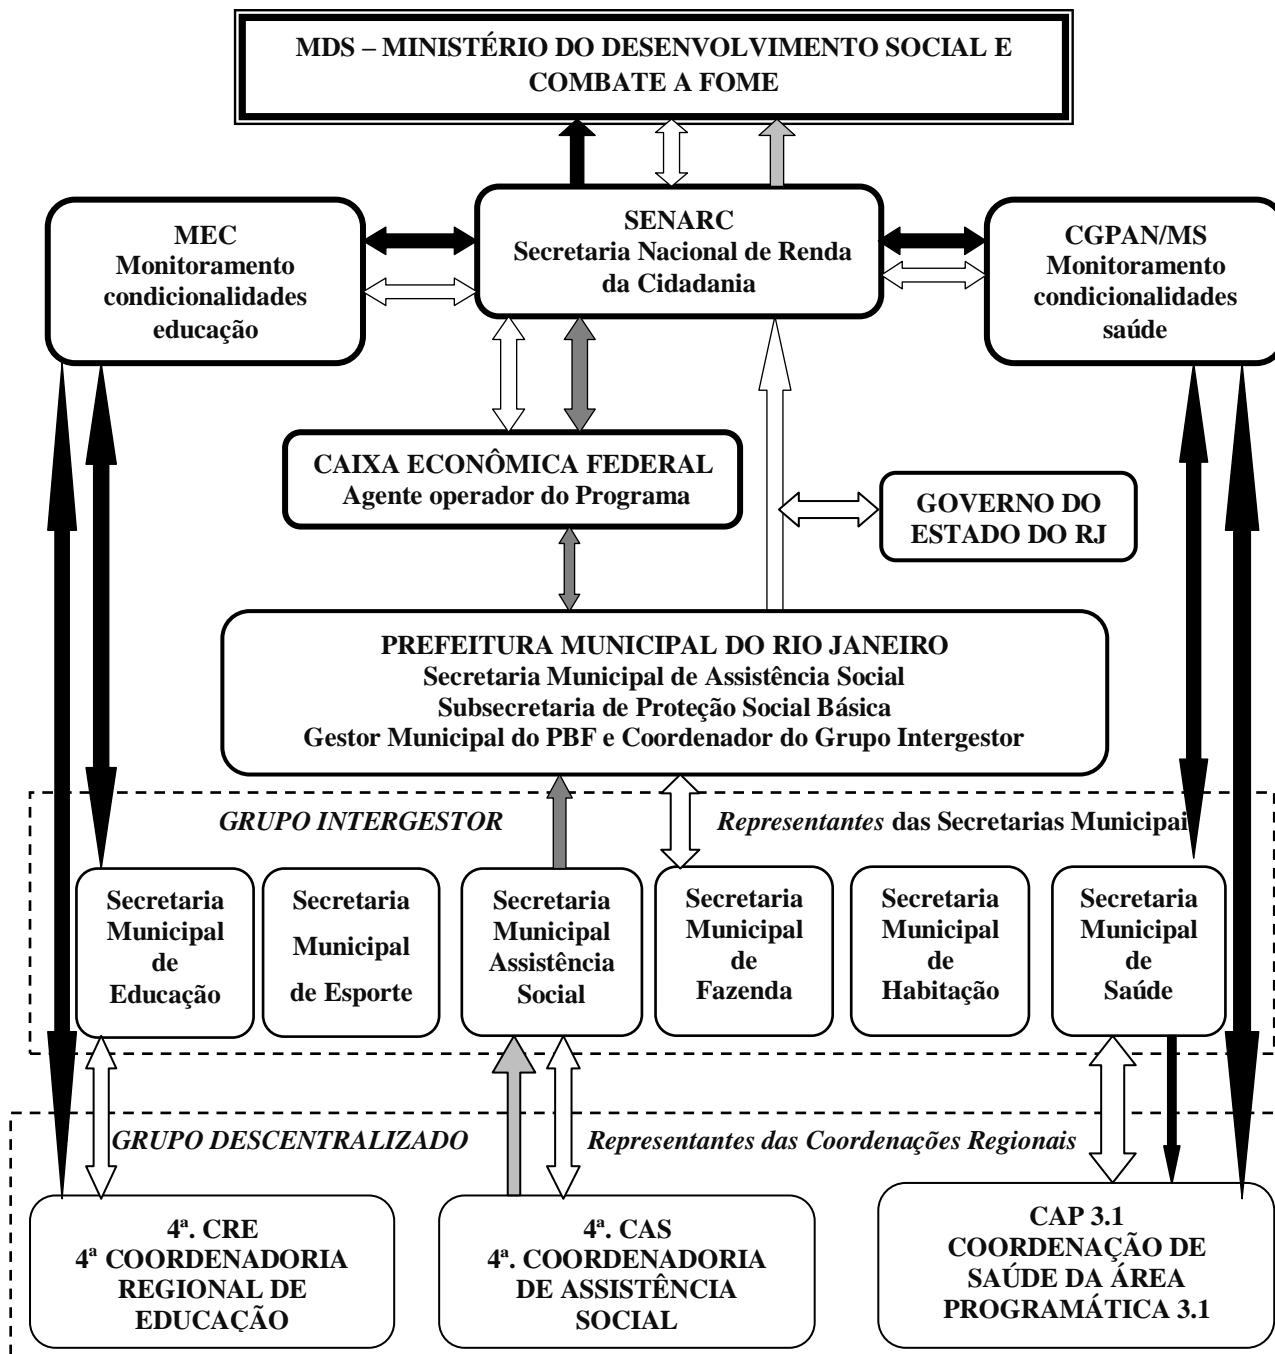 MDS – MINISTÉRIO DO DESENVOLVIMENTO SOCIAL E
COMBATE A FOME
MEC
Monitoramento
condicionalidades
educação
SENARC
Secretaria Nacional de Renda
da Cidadania
CGPAN/MS
Monitoramento
condicionalidades
saúde
CAIXA ECONÔMICA FEDERAL
Agente operador do Programa
GOVERNO DO
ESTADO DO RJ
PREFEITURA MUNICIPAL DO RIO JANEIRO
Secretaria Municipal de Assistência Social
Subsecretaria de Proteção Social Básica
Gestor Municipal do PBF e Coordenador do Grupo Intergestor
GRUPO INTERGESTOR
Representantes das Secretarias Municipai
Secretaria
Municipal
de
Educação
Secretaria
Municipal
de Esporte
Secretaria
Municipal
Assistência
Social
Secretaria
Municipal
de
Fazenda
Secretaria
Municipal
de
Habitação
Secretaria
Municipal
de
Saúde
GRUPO DESCENTRALIZADO
Representantes das Coordenações Regionais
4ª. CRE
4ª COORDENADORIA
REGIONAL DE
EDUCAÇÃO
4ª. CAS
4ª. COORDENADORIA
DE ASSISTÊNCIA
SOCIAL
CAP 3.1
COORDENAÇÃO DE
SAÚDE DA ÁREA
PROGRAMÁTICA 3.1